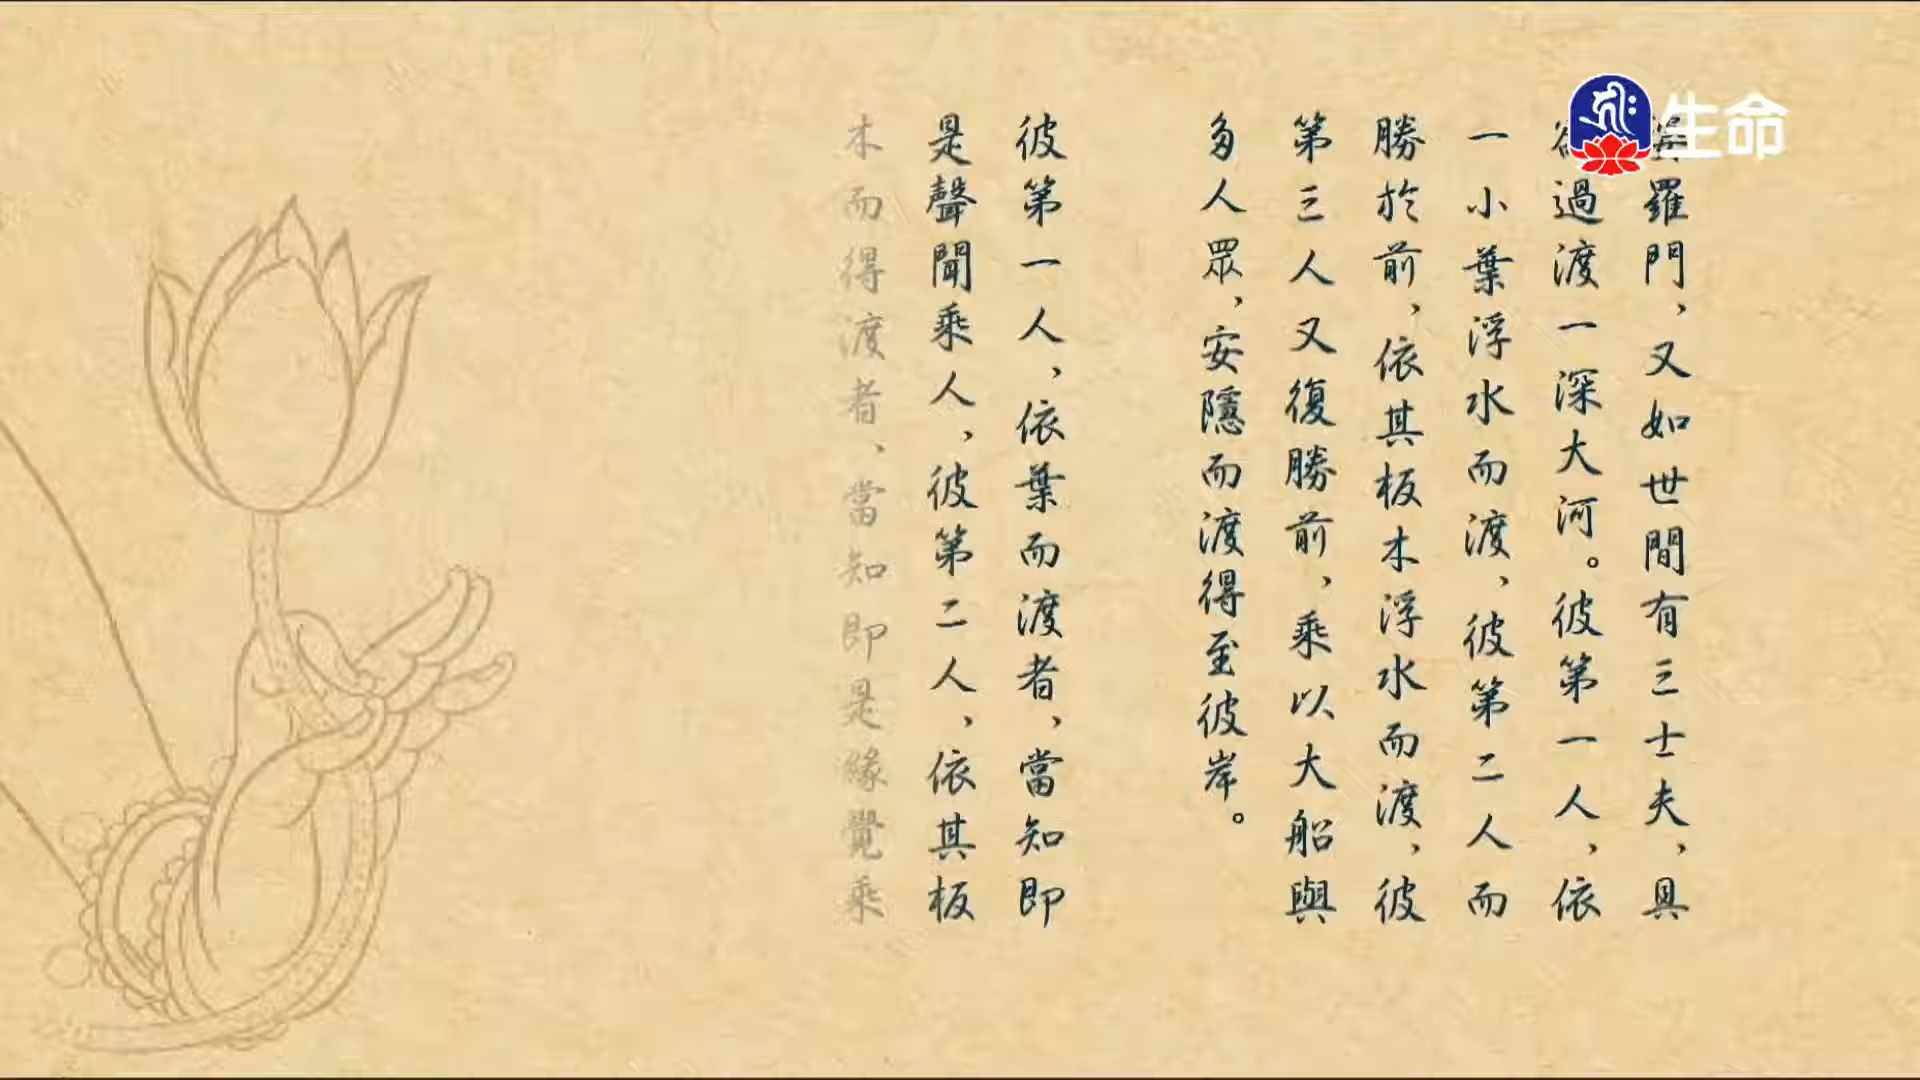 生命
婆羅門，又如世間有三士夫，具
欲過渡一深大河。彼第一人，依
一小葉浮水而渡，彼第二人而
勝於前，依其板木浮水而渡，彼
第三人又復勝前，乘以大船與
多人眾，安隱而渡得至彼岸。
彼第一人，依葉而渡者，當知即
是聲聞乘人，彼第二人，依其板
木而得渡者，當知即是緣覺乘